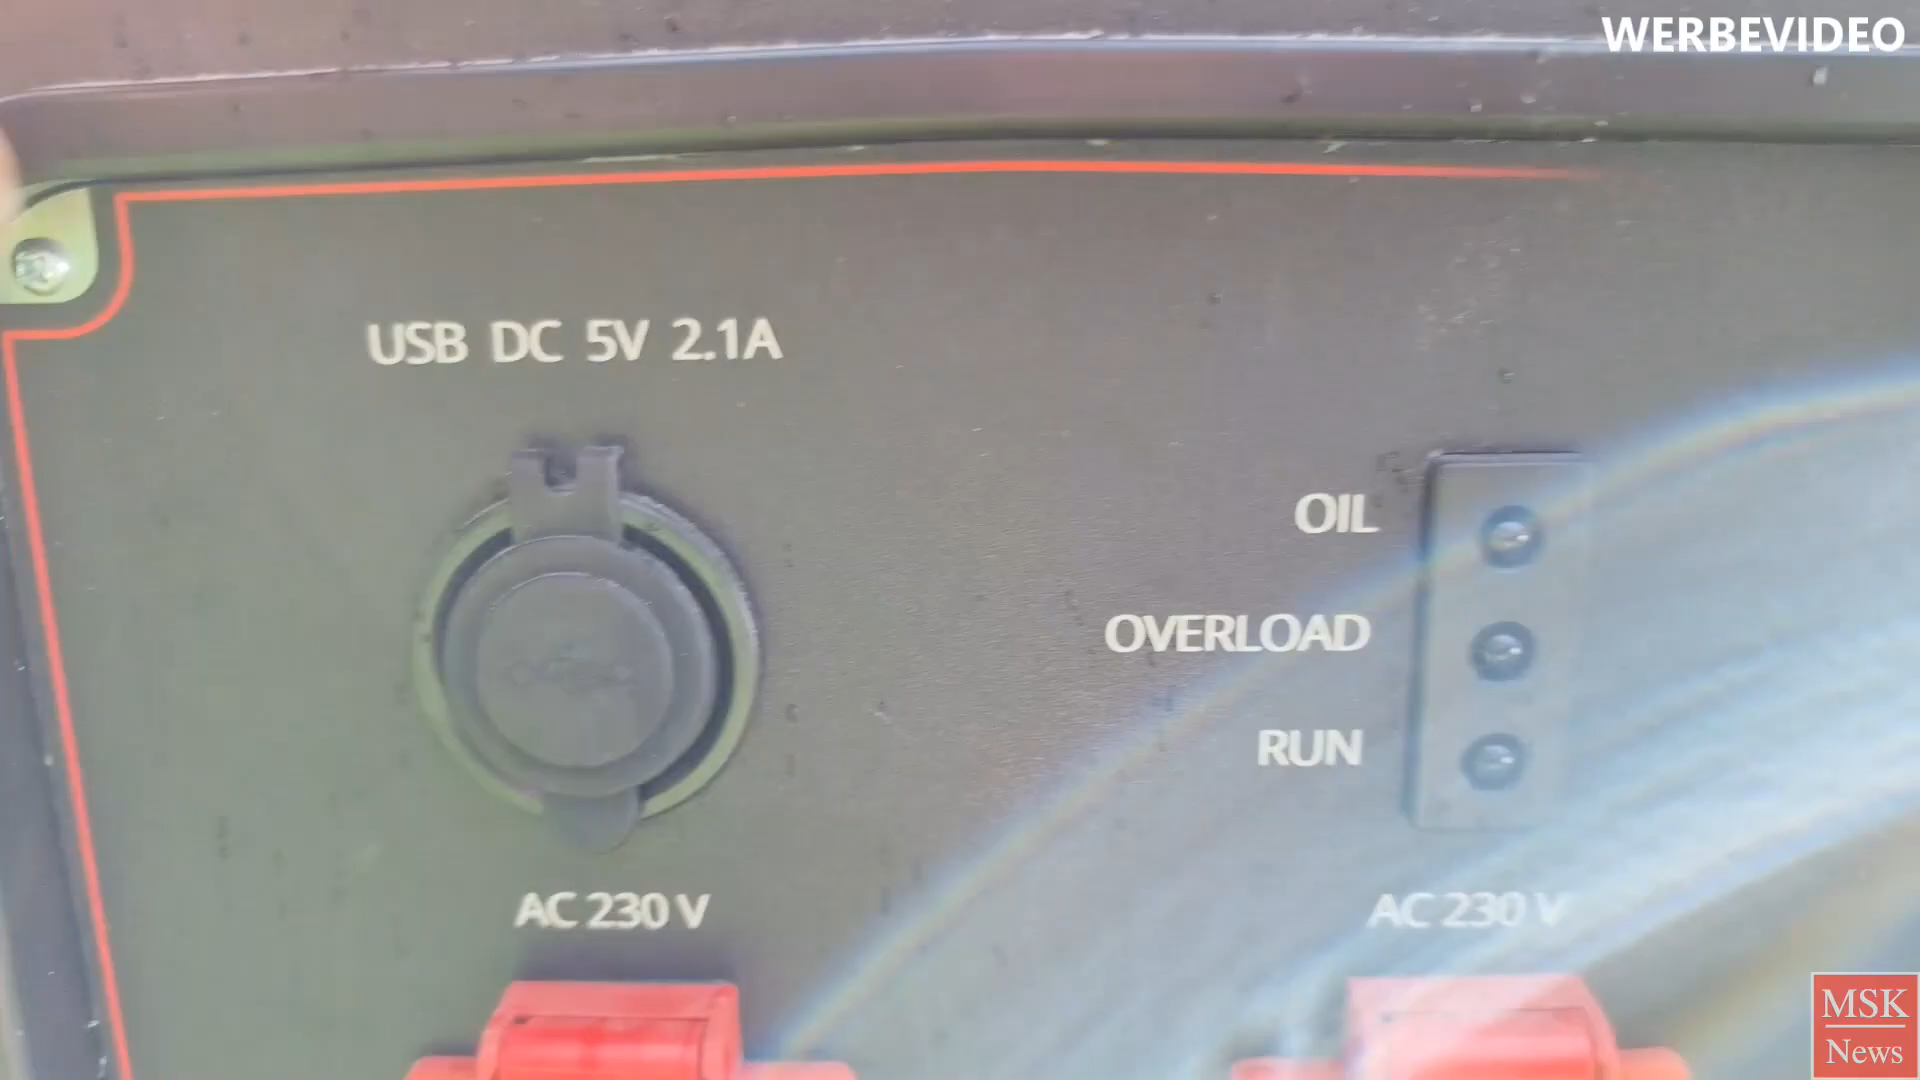 WERBEVIDEO
USB DC 5V 2.1A
OIL
OVERLOAD
RUN
AC 230 V
AC 230 V
MSK
News